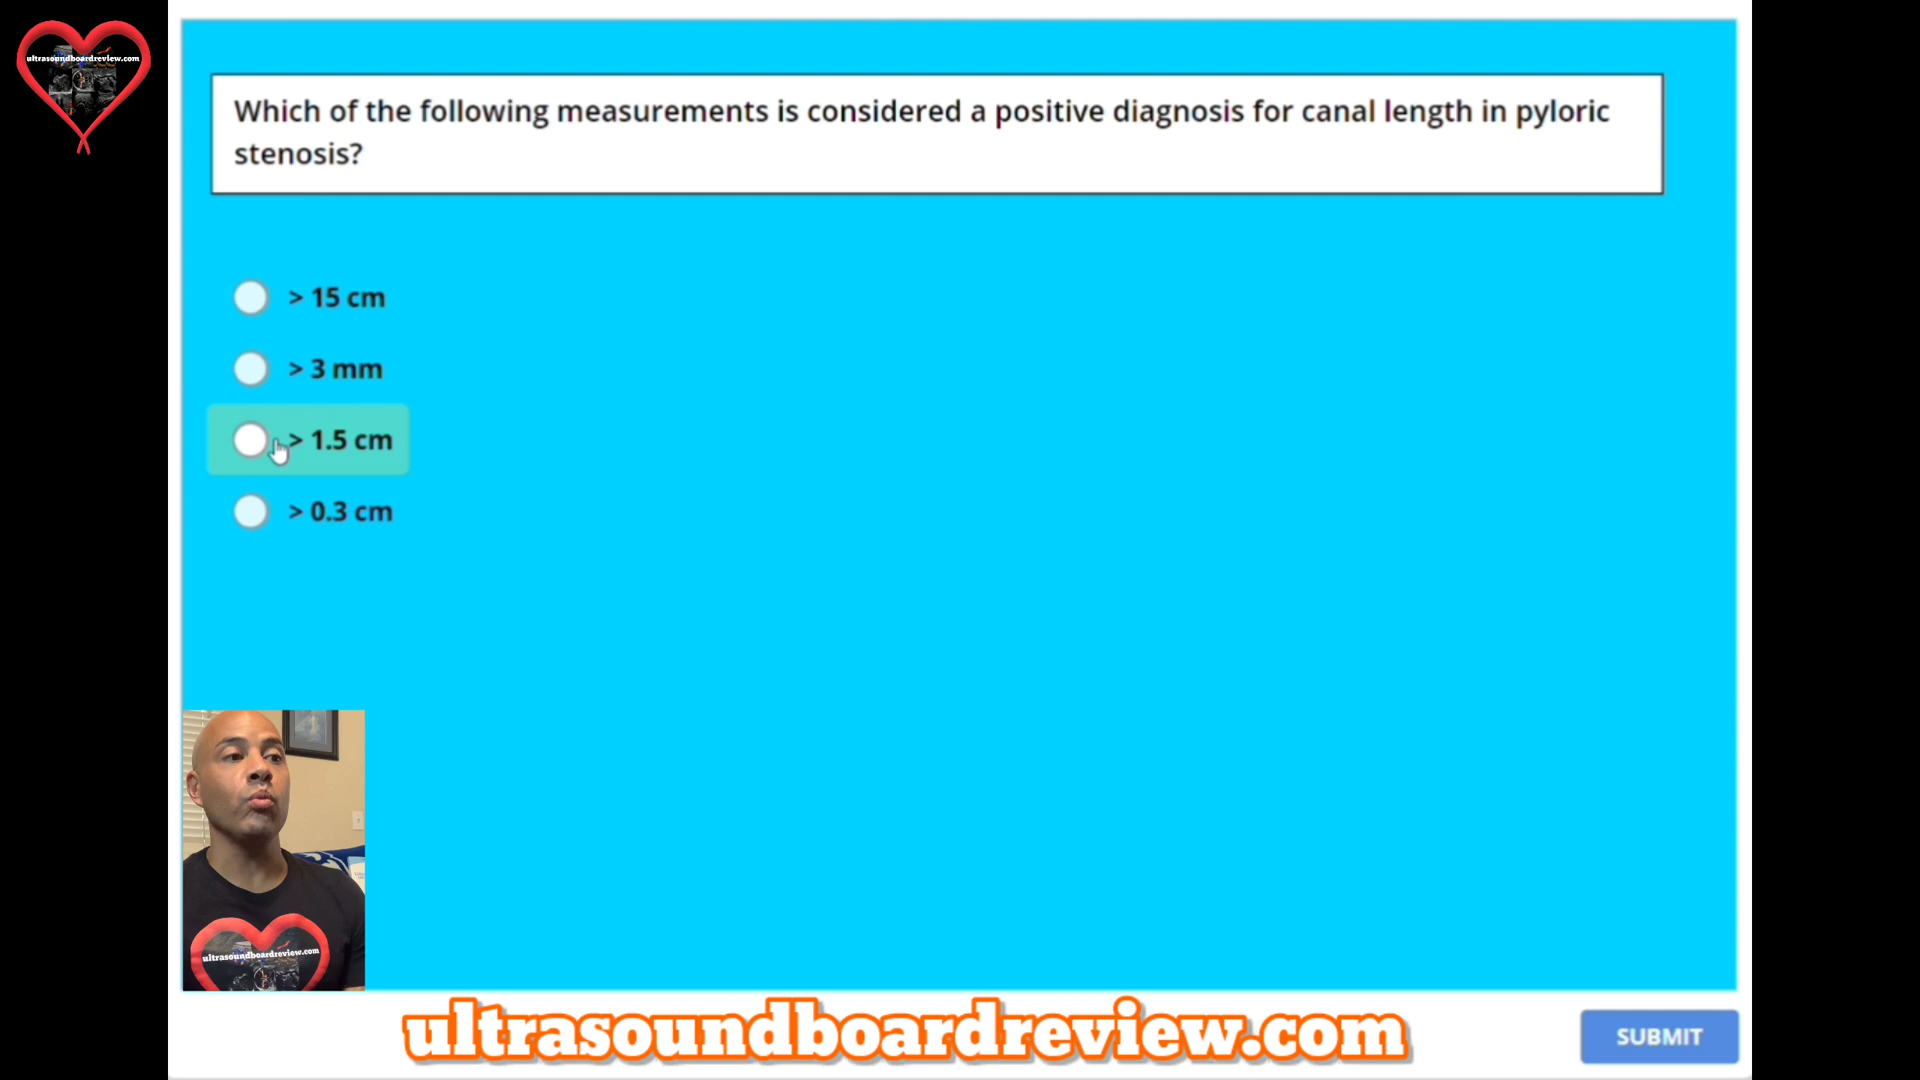 ultrasoundboardreview.com
Which of the following measurements is considered a positive diagnosis for canal length in pyloric
stenosis?
> 15 cm
> 3 mm
> 1.5 cm
> 0.3 cm
ultrasoundboardreview.com
ultrasoundboardreview.com
SUBMIT